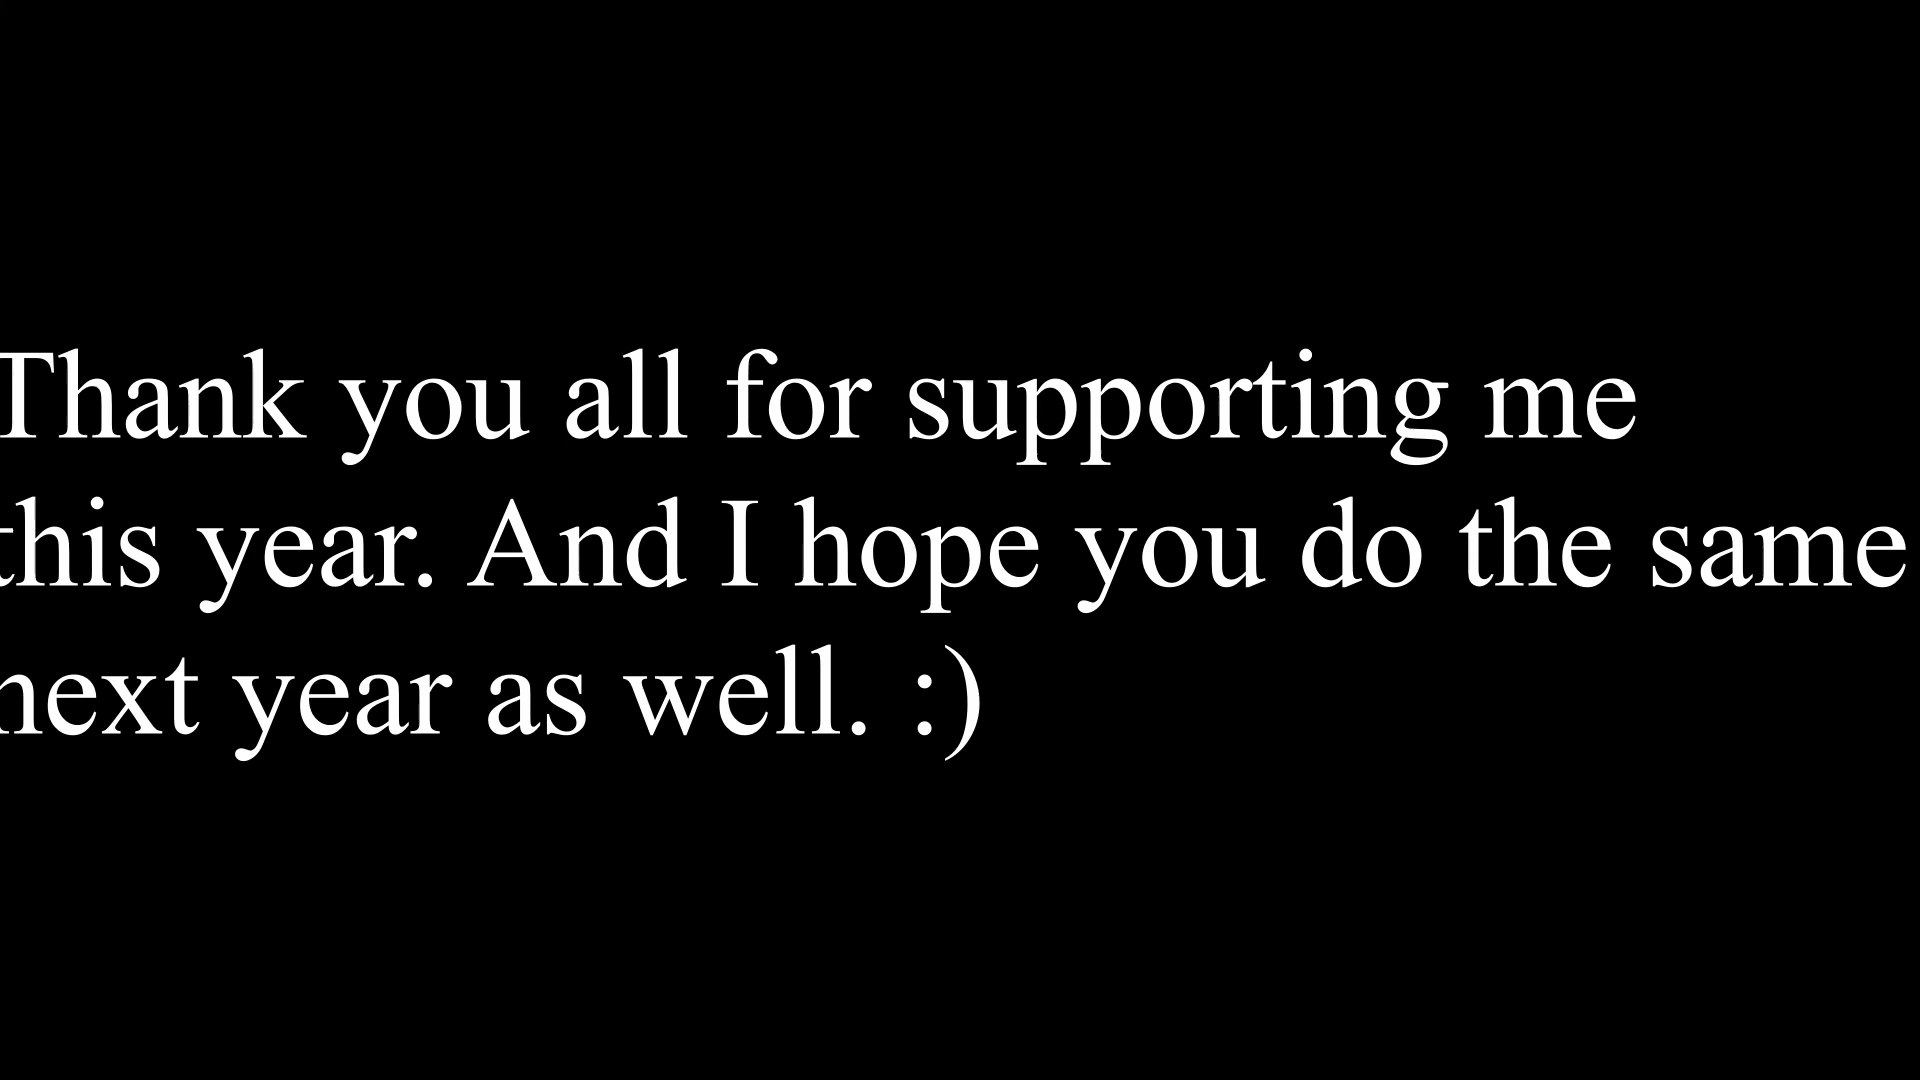 Thank you all for supporting me
this year. And I hope you do the same
next year as well. :)